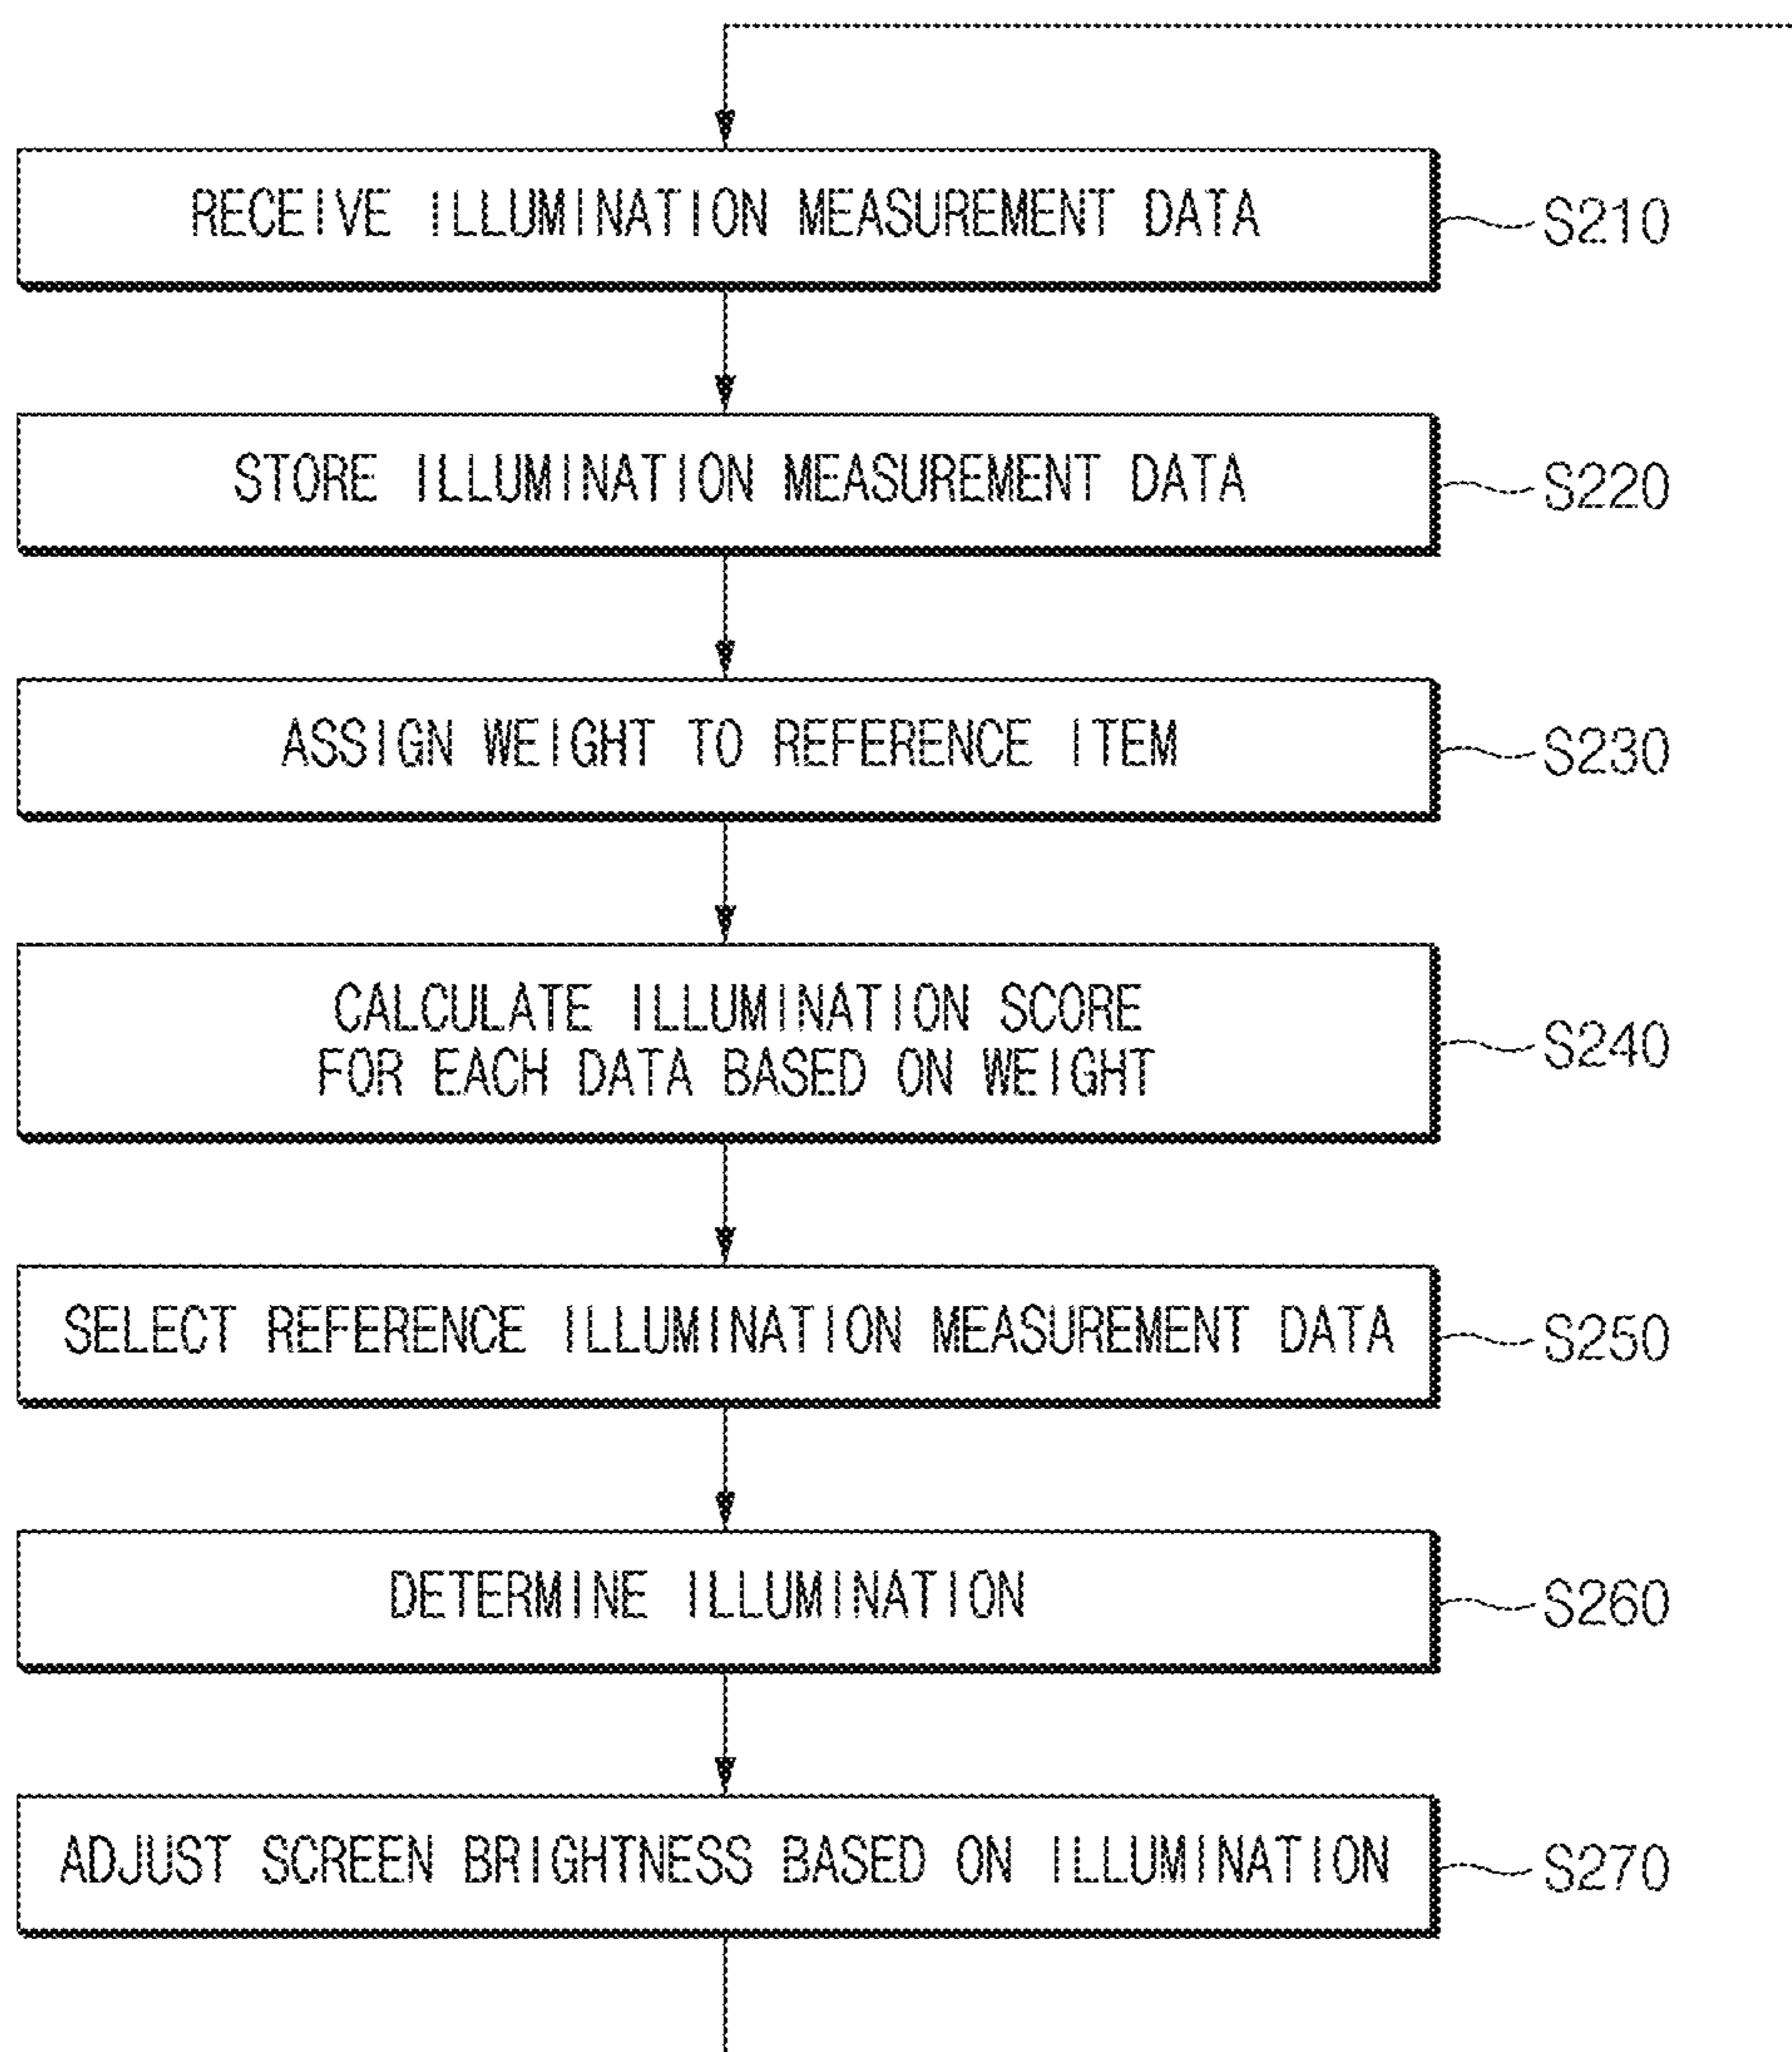 RECEIVE ILLUMINATION MEASUREMENT DATA
S210
STORE ILLUMINATION MEASUREMENT DATA
S220
ASSIGN WEIGHT TO REFERENCE ITEM
S230
CALCULATE ILLUMINATION SCORE
FOR EACH DATA BASED ON WEIGHT
S240
SELECT REFERENCE ILLUMINATION MEASUREMENT DATA
S250
DETERMINE ILLUMINATION
S260
ADJUST SCREEN BRIGHTNESS BASED ON ILLUMINATION
S270